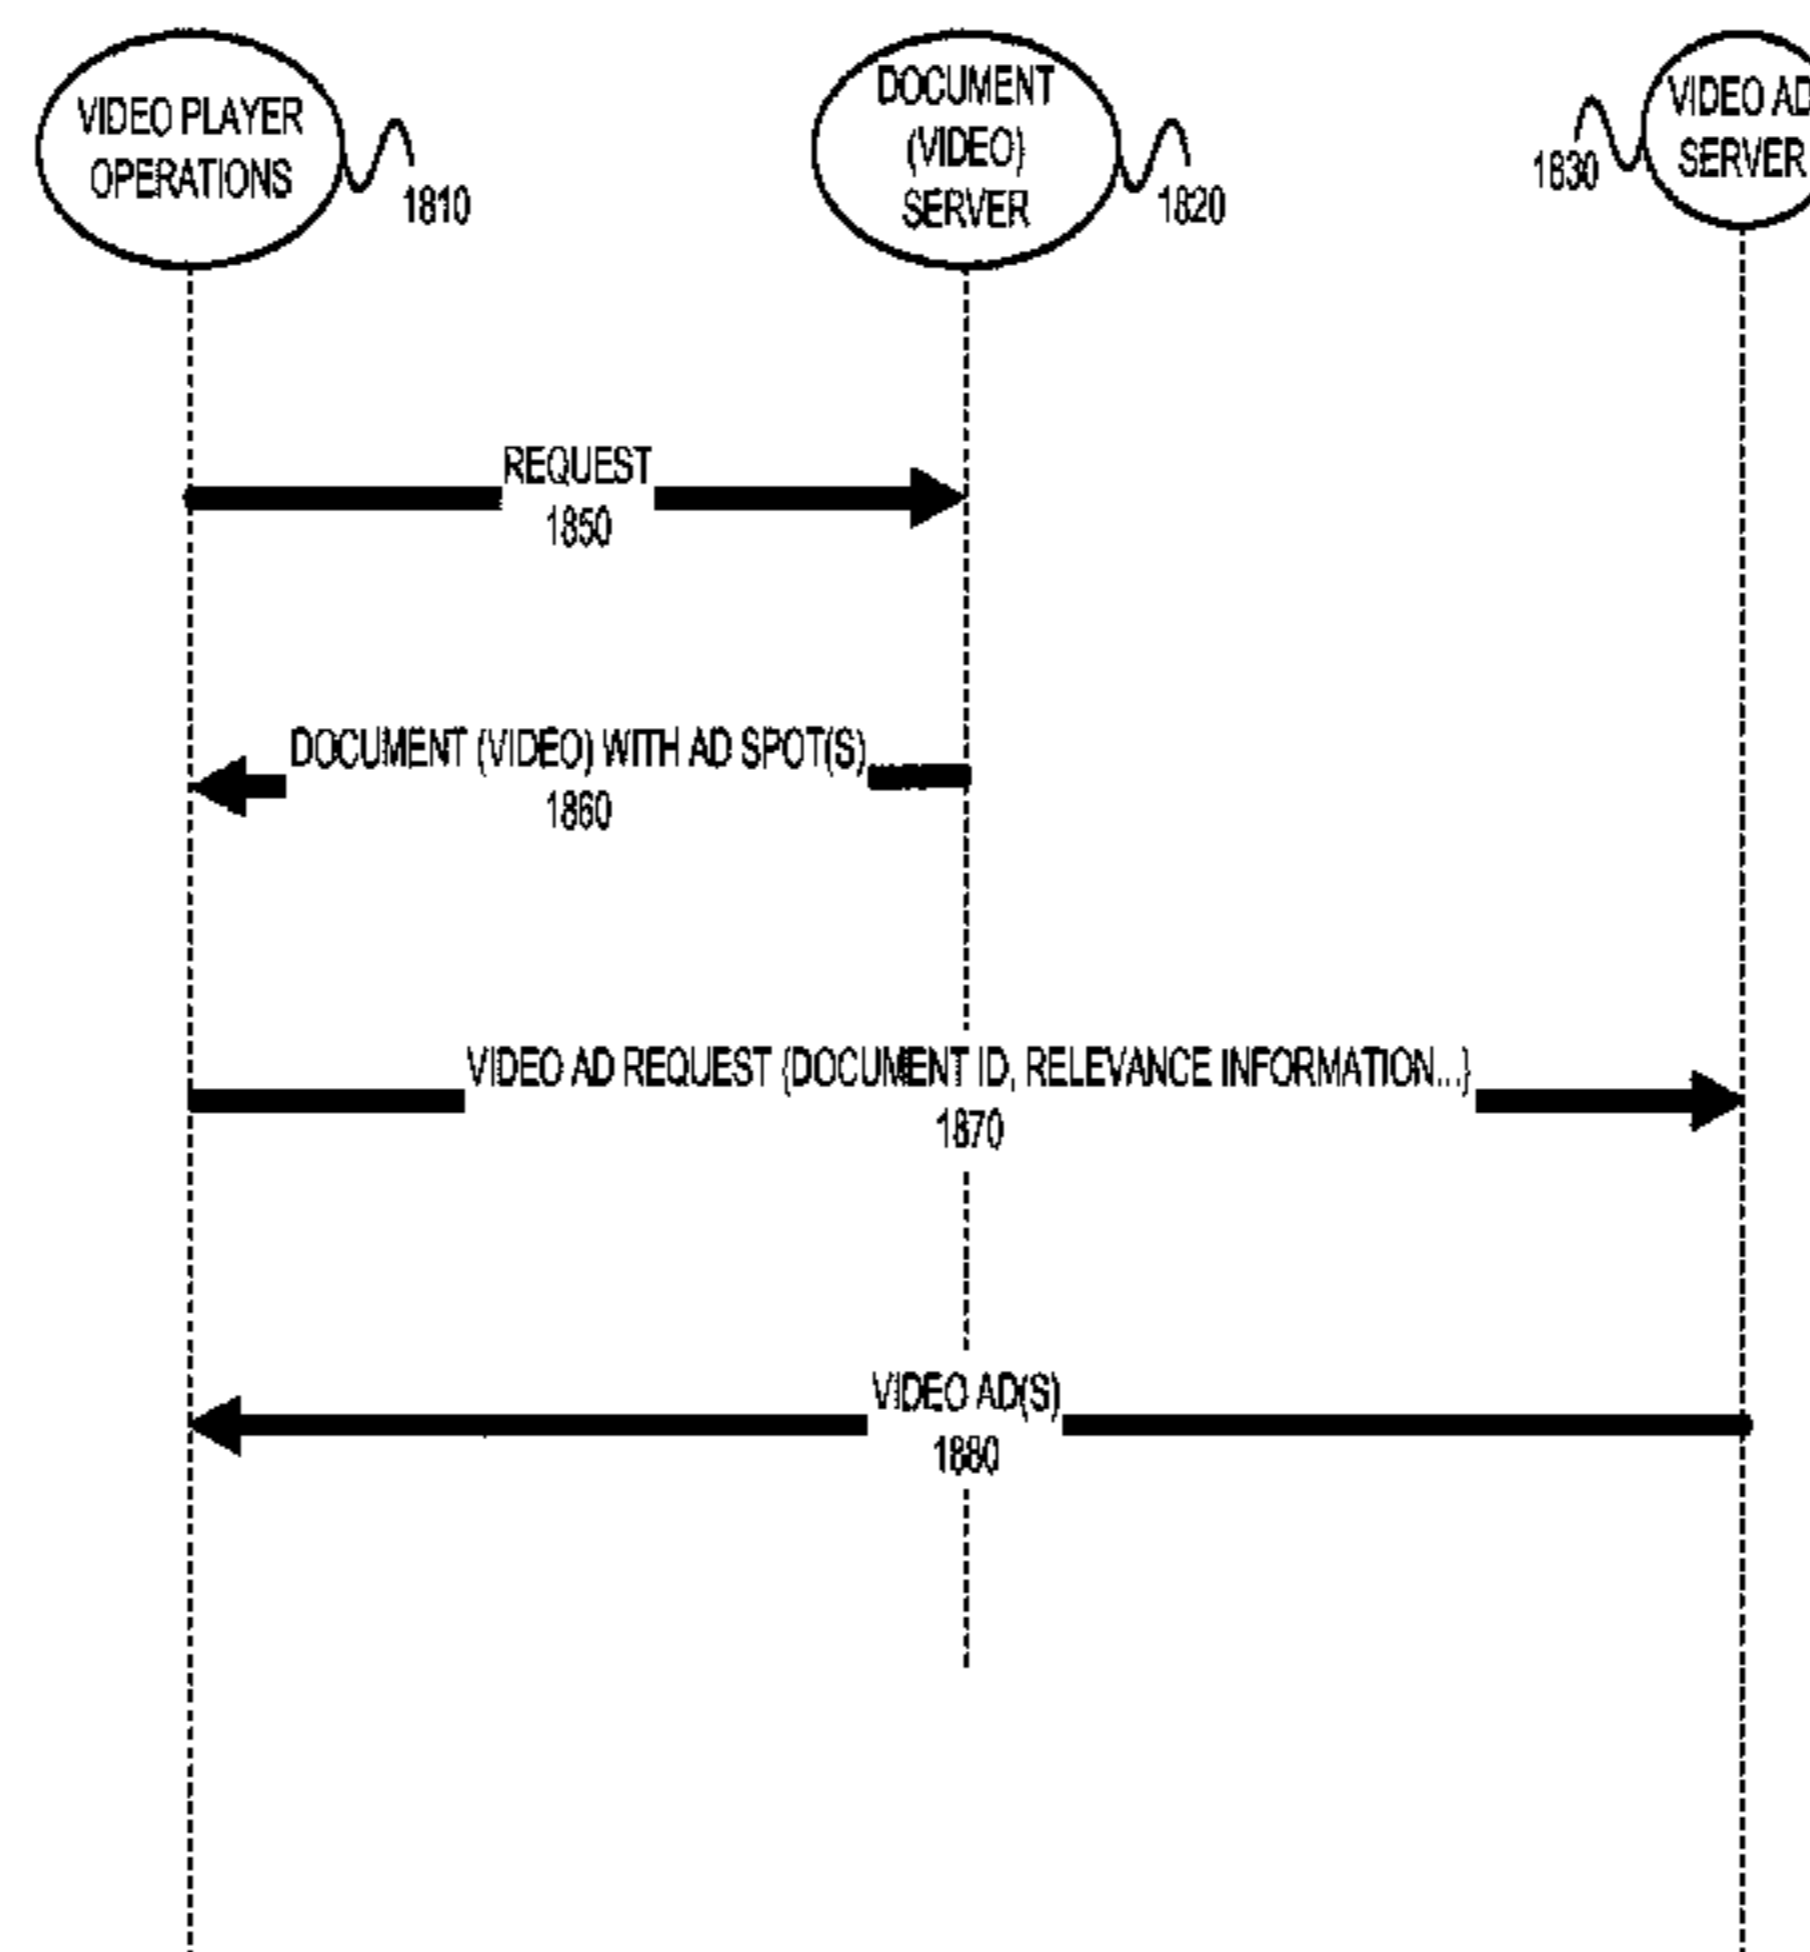 VIDEO PLAYER
OPERATIONS
1810
DOCUMENT
(VIDEO)
SERVER
1820
1830
VIDEO AD
SERVER
REQUEST
1850
DOCUMENT (VIDEO) WITH AD SPOT(S)
1860
VIDEO AD REQUEST {DOCUMENT ID, RELEVANCE INFORMATION...}
1870
VIDEO AD(S)
1880